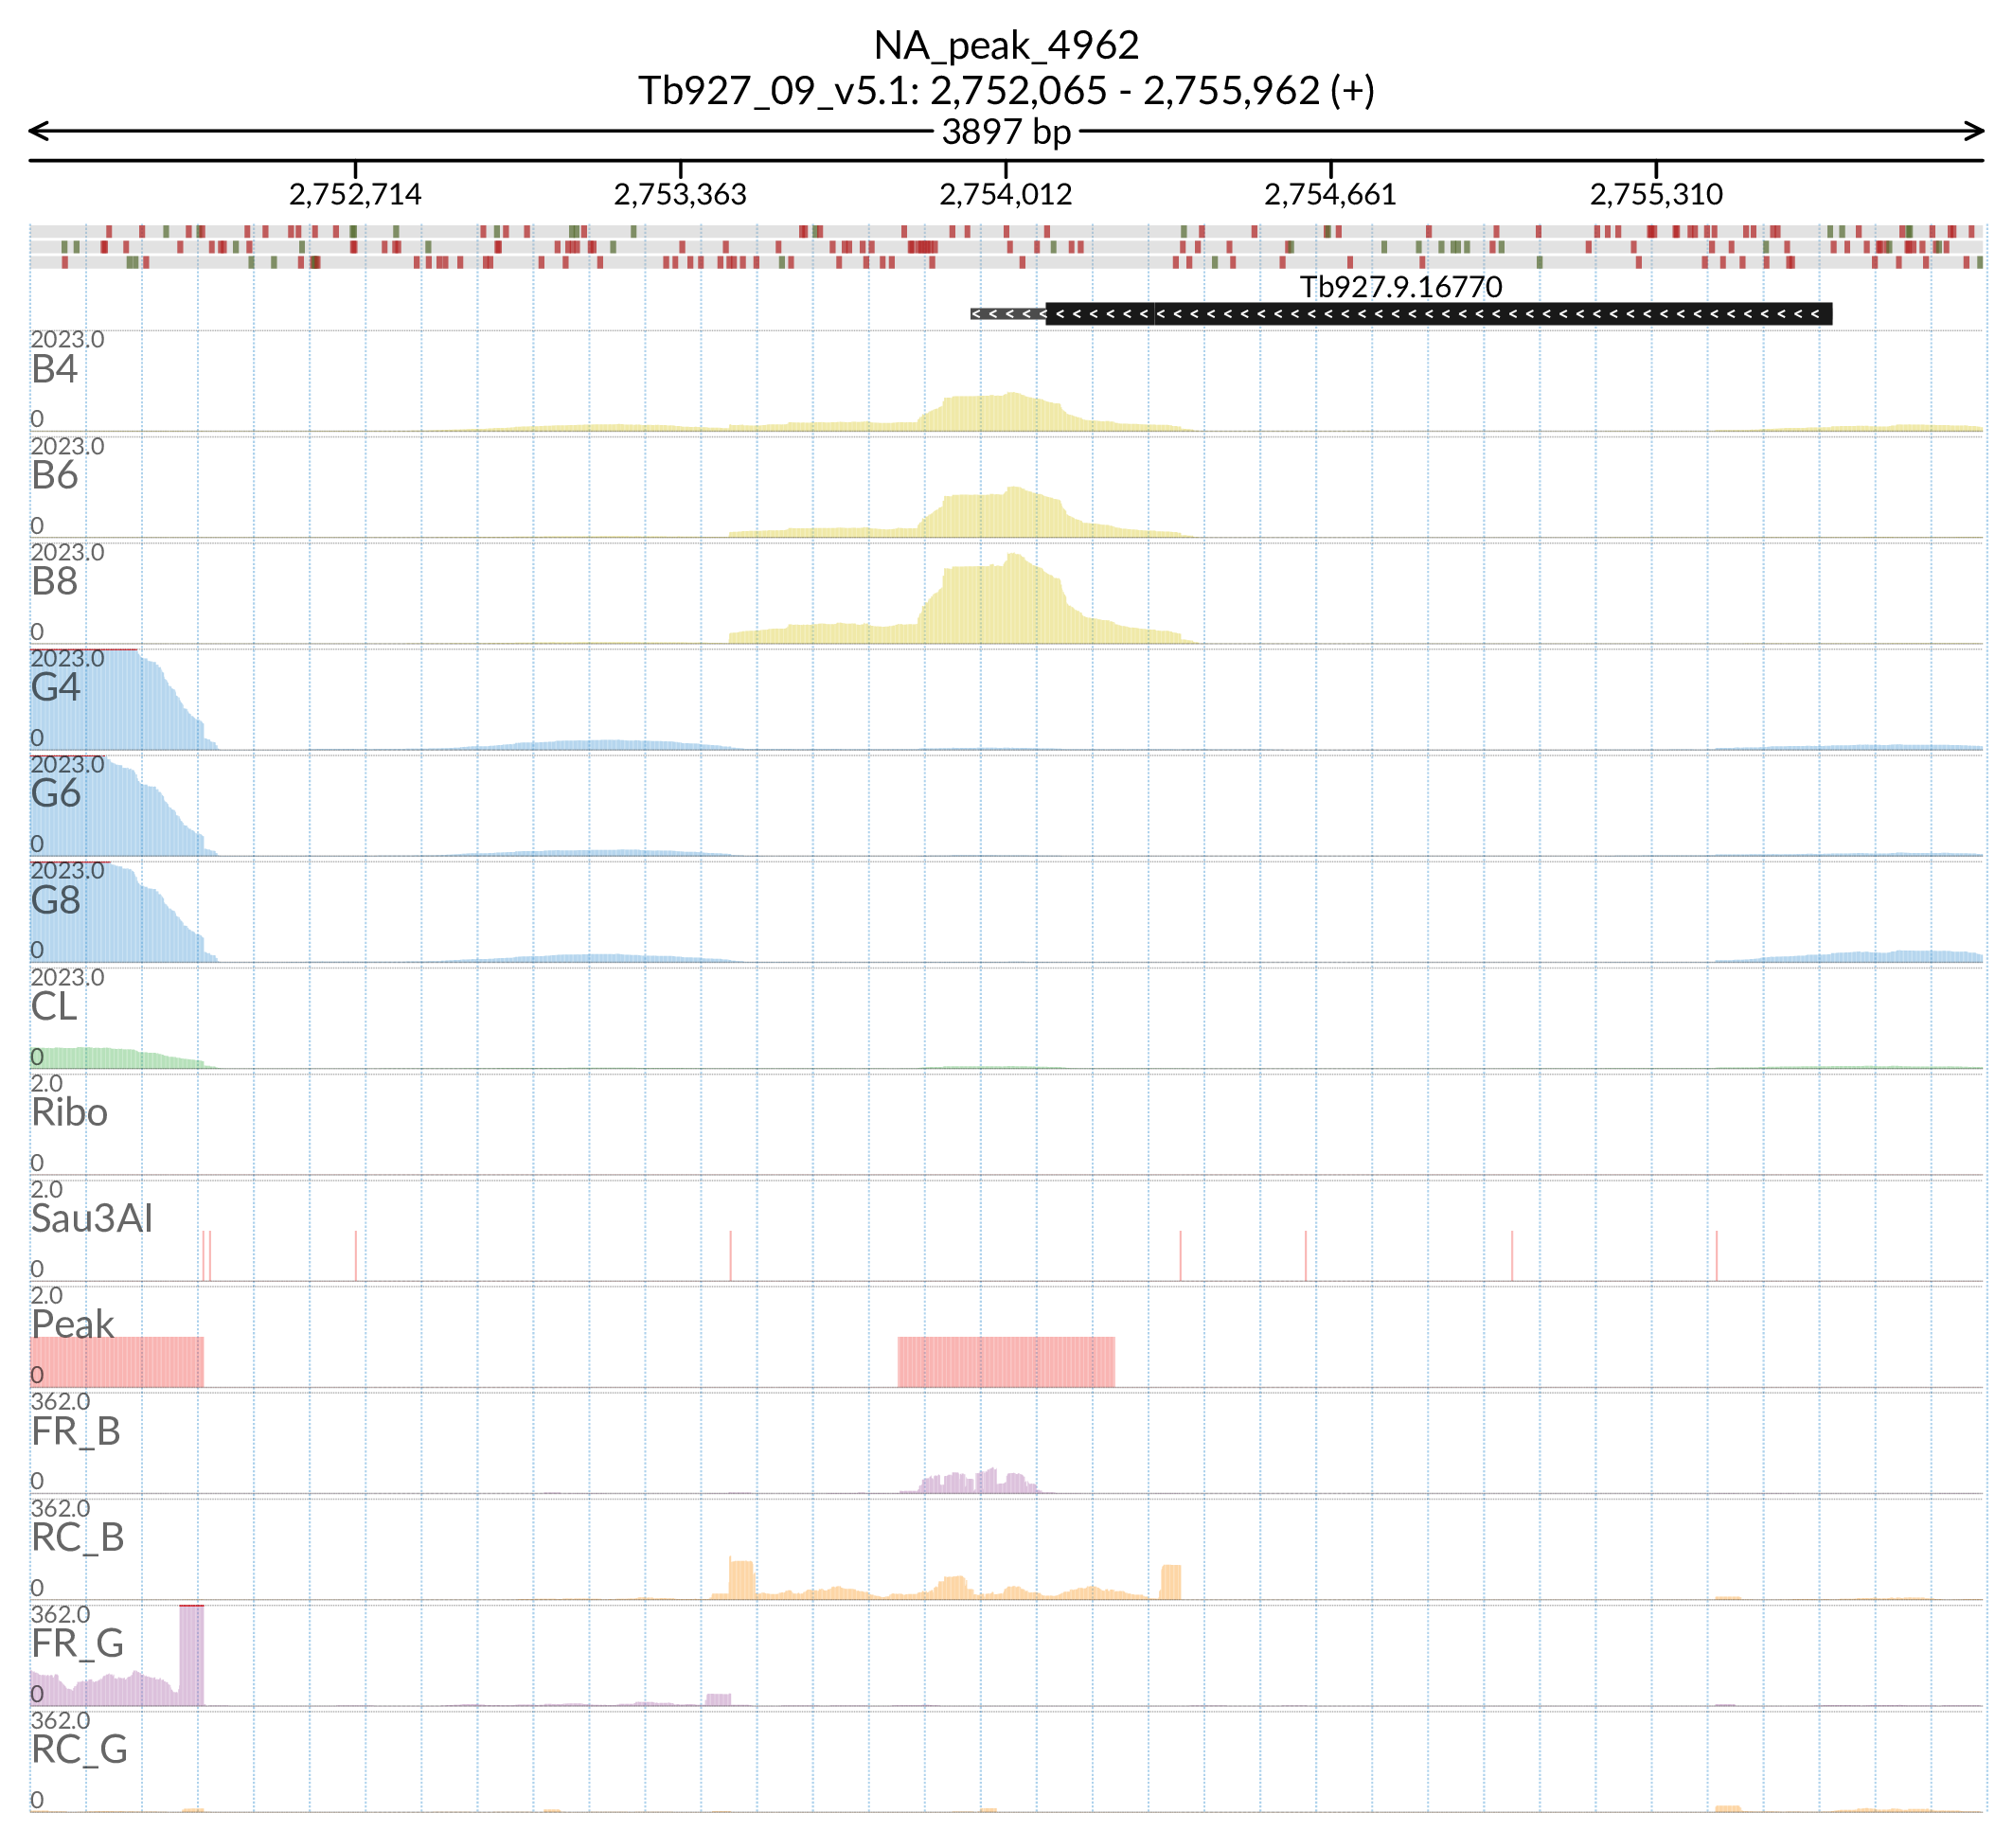 NA_peak_4962
Tb927_09_v5.1: 2,752,065 - 2,755,962 (+)
3897 bp
2,752,714 2,753,363 2,754,012 2,754,661 2,755,310
Tb927.9.16770
2023.0
B4
0
2023.0
B6
0
2023.0
B8
0
2023.0
G4
0
2023.0
G6
0
2023.0
G8
0
2023.0
CL
0
2.0
Ribo
0
2.0
Sau3AI
0
2.0
Peak
0
362.0
FR_B
0
362.0
RC_B
0
362.0
FR_G
0
362.0
RC_G
0